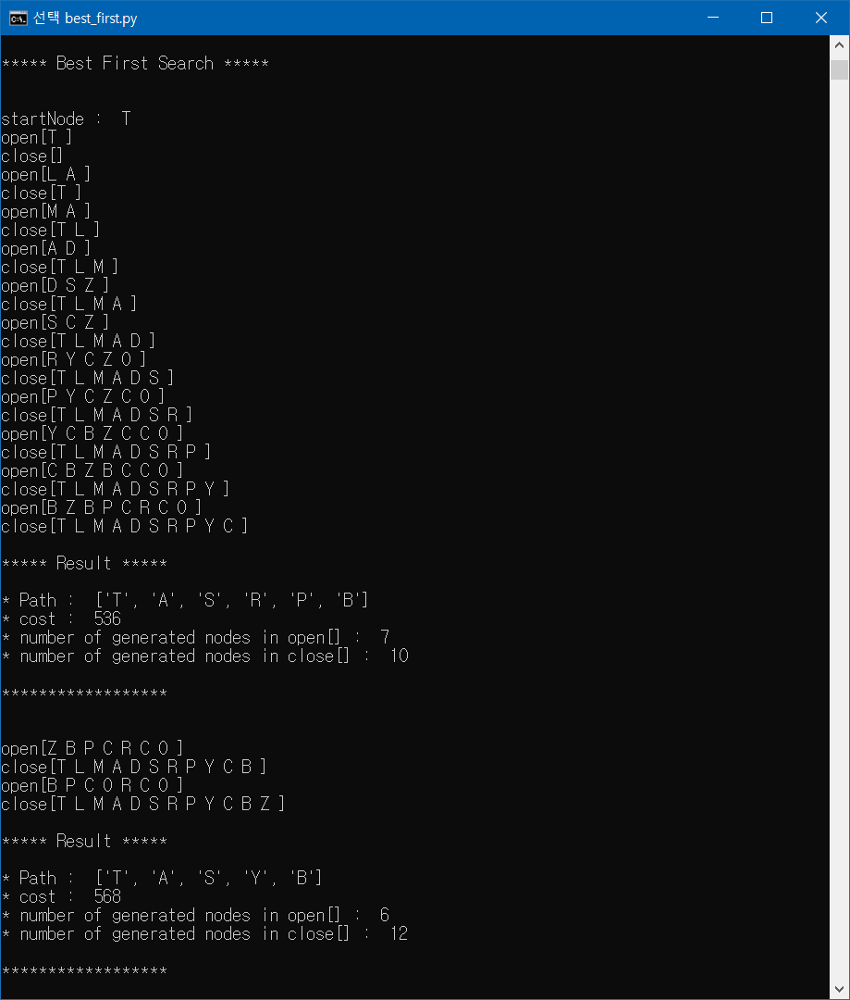 선택 best_first.py
***** Best First Search *****
startNode :  T
open[T ]
close[]
open[L A ]
close[T ]
open[M A ]
close[T L ]
open[A D ]
close[T L M ]
open[D S Z ]
close[T L M A ]
open[S C Z ]
close[T L M A D ]
open[R Y C Z O ]
close[T L M A D S ]
open[P Y C Z C O ]
close[T L M A D S R ]
open[Y C B Z C C O ]
close[T L M A D S R P ]
open[C B Z B C C O ]
close[T L M A D S R P Y ]
open[B Z B P C R C O ]
close[T L M A D S R P Y C ]
***** Result *****
* Path :  ['T', 'A', 'S', 'R', 'P', 'B']
* cost :  536
* number of generated nodes in open[] :  7
* number of generated nodes in close[] :  10
******************
open[Z B P C R C O ]
close[T L M A D S R P Y C B ]
open[B P C O R C O ]
close[T L M A D S R P Y C B Z ]
***** Result *****
* Path :  ['T', 'A', 'S', 'Y', 'B']
* cost :  568
* number of generated nodes in open[] :  6
* number of generated nodes in close[] :  12
******************